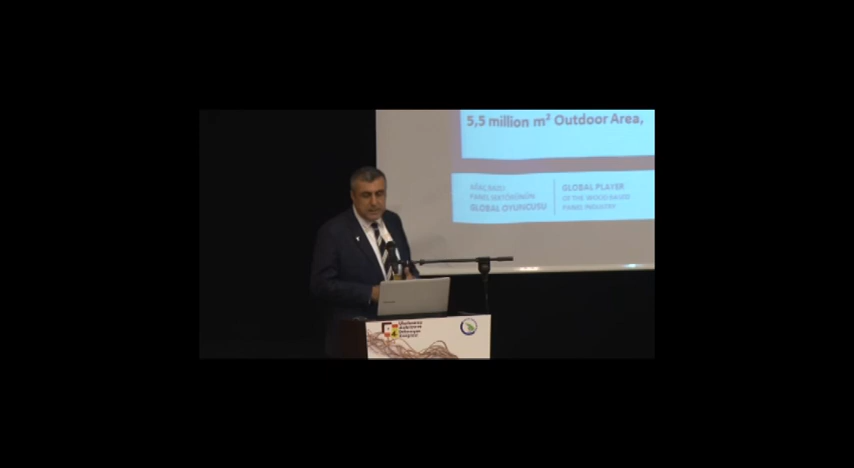 5,5 million m² Outdoor Area,
AĞAÇ BAZLI
PANEL SEKTÖRÜNÜN
GLOBAL OYUNCUSU
GLOBAL PLAYER
OF THE WOOD BASED
PANEL INDUSTRY